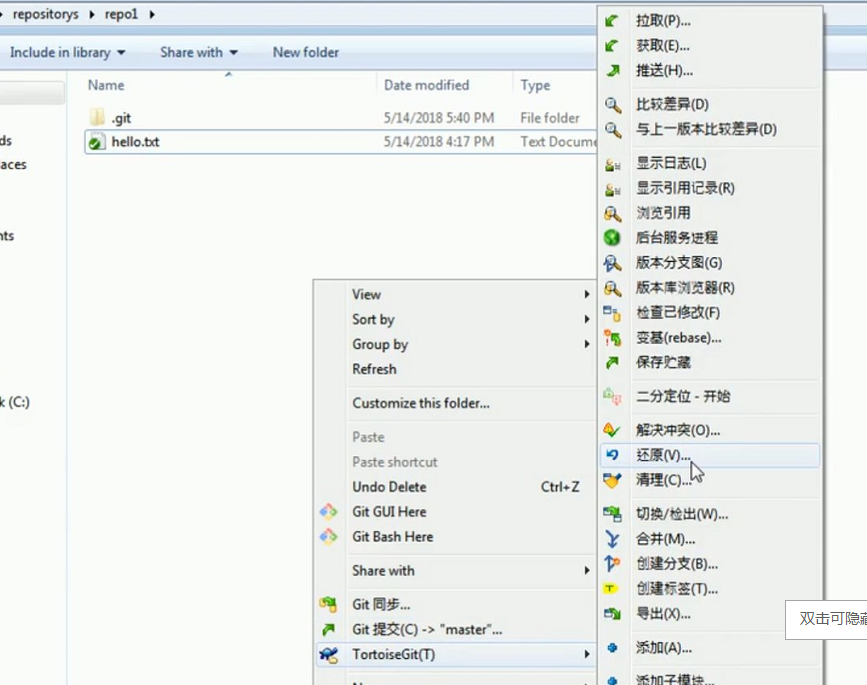 repositorys ▸ repo1 ▸
Include in library Share with New folder
Name Date modified Type
.git 5/14/2018 5:40 PM File folder
hello.txt 5/14/2018 4:17 PM Text Docume
ds
aces
nts
k (C:)
View
Sort by
Group by
Refresh
Customize this folder...
Paste
Paste shortcut
Undo Delete Ctrl+Z
Git GUI Here
Git Bash Here
Share with
Git 同步...
Git 提交(C) -> "master"...
TortoiseGit(T)
拉取(P)...
获取(E)...
推送(H)...
比较差异(D)
与上一版本比较差异(D)
显示日志(L)
显示引用记录(R)
浏览引用
后台服务进程
版本分支图(G)
版本库浏览器(R)
检查已修改(F)
变基(rebase)...
保存贮藏
二分定位 - 开始
解决冲突(O)...
还原(V)...
清理(C)...
切换/检出(W)...
合并(M)...
创建分支(B)...
创建标签(T)...
导出(X)...
添加(A)...
添加子模块...
双击可隐藏